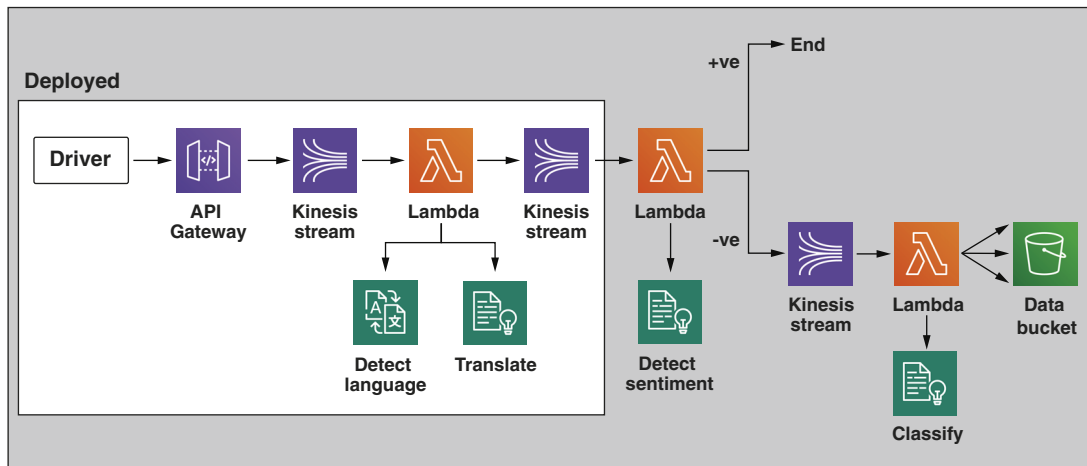 End
+ve
Deployed
Driver
API
Gateway
Kinesis
stream
Lambda
Kinesis
stream
Lambda
-ve
Detect
language
Translate
Detect
sentiment
Kinesis
stream
Lambda
Data
bucket
Classify
A
文